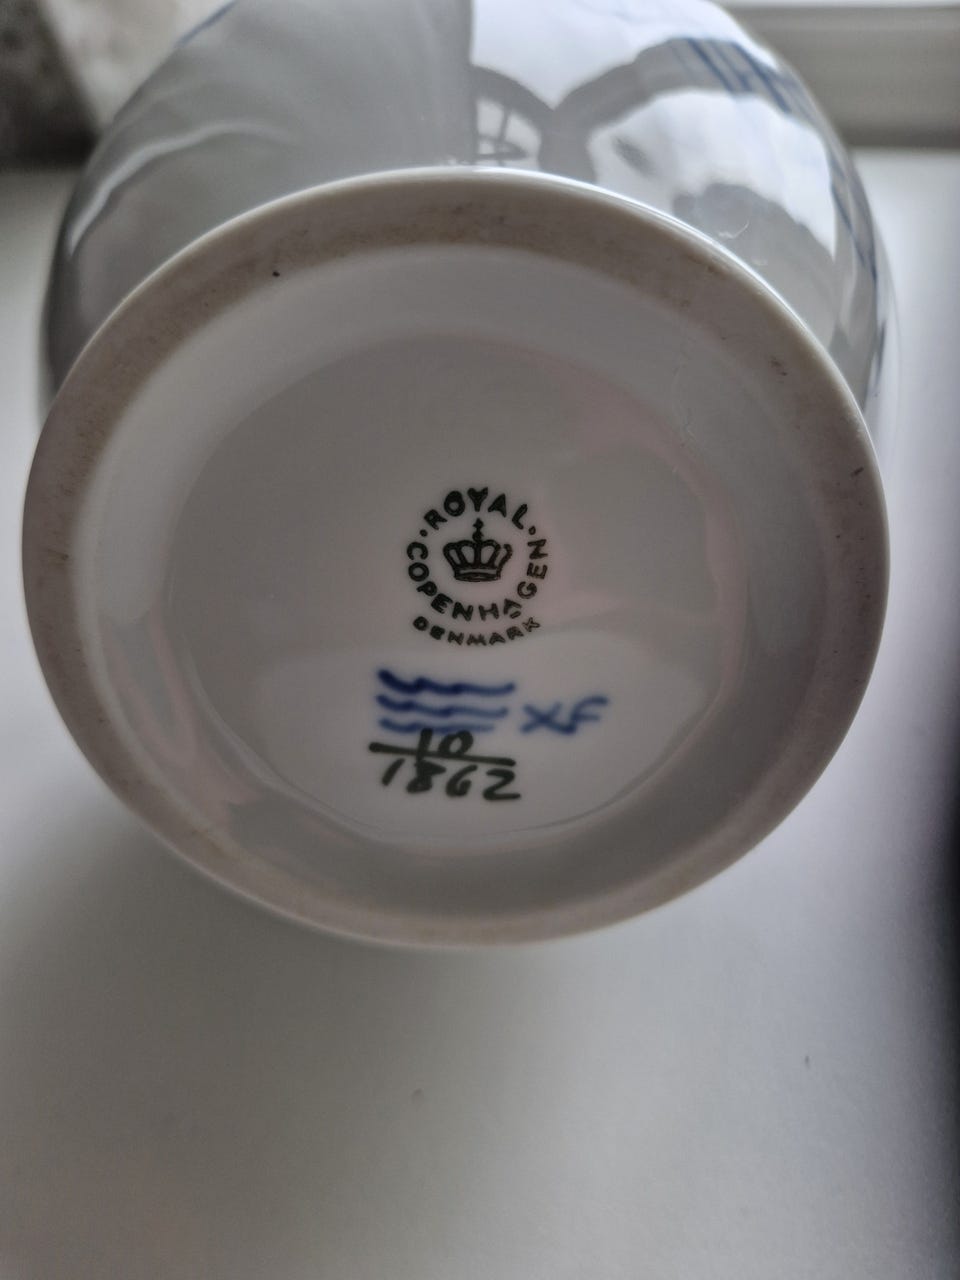 ROYAL
COPENHAGEN
DENMARK
XF
10
1862